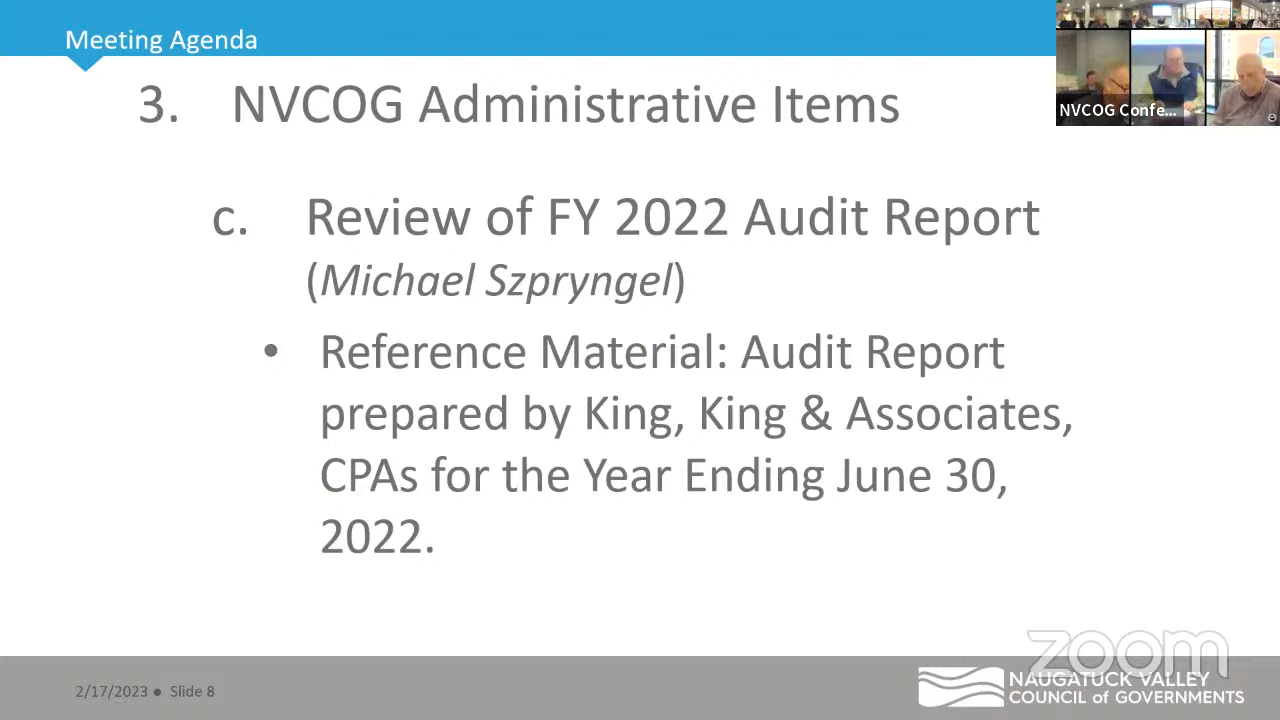 Meeting Agenda
3. NVCOG Administrative Items
NVCOG Confe...
c. Review of FY 2022 Audit Report
(Michael Szpryngel)
• Reference Material: Audit Report
prepared by King, King & Associates,
CPAs for the Year Ending June 30,
2022.
zoom
2/17/2023 ● Slide 8
NAUGATUCK VALLEY
COUNCIL of GOVERNMENTS